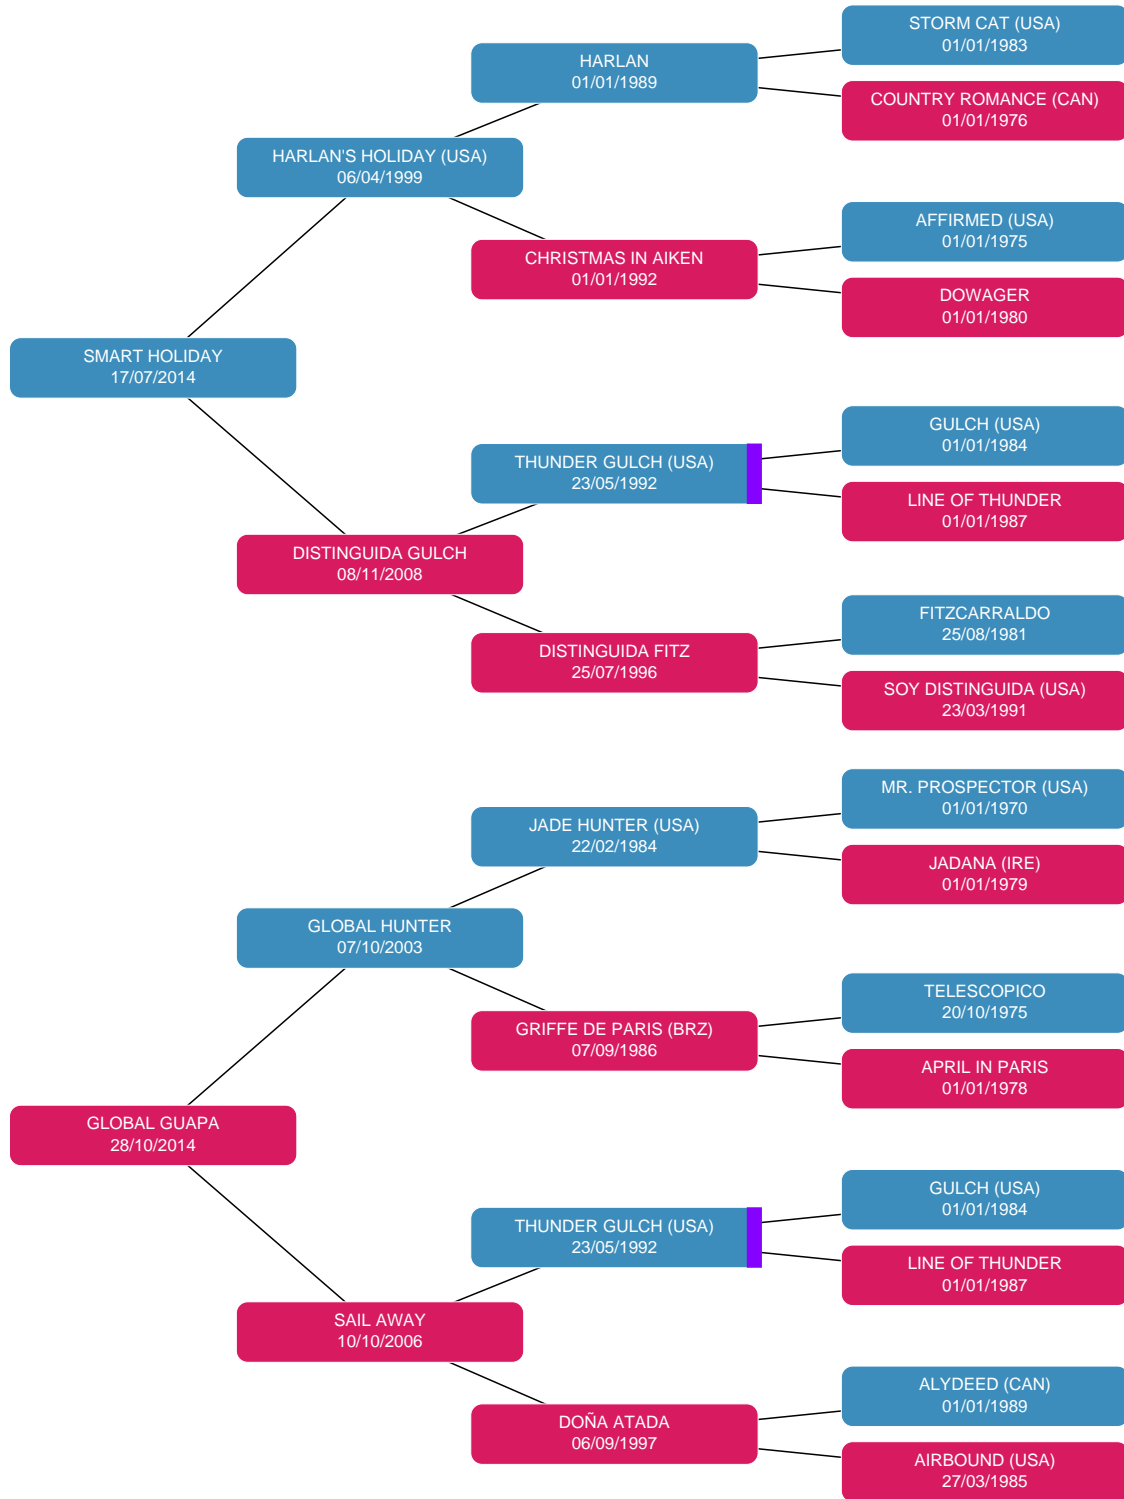 STORM CAT (USA)
01/01/1983
HARLAN
01/01/1989
COUNTRY ROMANCE (CAN)
01/01/1976
HARLAN'S HOLIDAY (USA)
06/04/1999
AFFIRMED (USA)
01/01/1975
CHRISTMAS IN AIKEN
01/01/1992
DOWAGER
01/01/1980
SMART HOLIDAY
17/07/2014
GULCH (USA)
01/01/1984
THUNDER GULCH (USA)
23/05/1992
LINE OF THUNDER
01/01/1987
DISTINGUIDA GULCH
08/11/2008
FITZCARRALDO
25/08/1981
DISTINGUIDA FITZ
25/07/1996
SOY DISTINGUIDA (USA)
23/03/1991
MR. PROSPECTOR (USA)
01/01/1970
JADE HUNTER (USA)
22/02/1984
JADANA (IRE)
01/01/1979
GLOBAL HUNTER
07/10/2003
TELESCOPICO
20/10/1975
GRIFFE DE PARIS (BRZ)
07/09/1986
APRIL IN PARIS
01/01/1978
GLOBAL GUAPA
28/10/2014
GULCH (USA)
01/01/1984
THUNDER GULCH (USA)
23/05/1992
LINE OF THUNDER
01/01/1987
SAIL AWAY
10/10/2006
ALYDEED (CAN)
01/01/1989
DOÑA ATADA
06/09/1997
AIRBOUND (USA)
27/03/1985